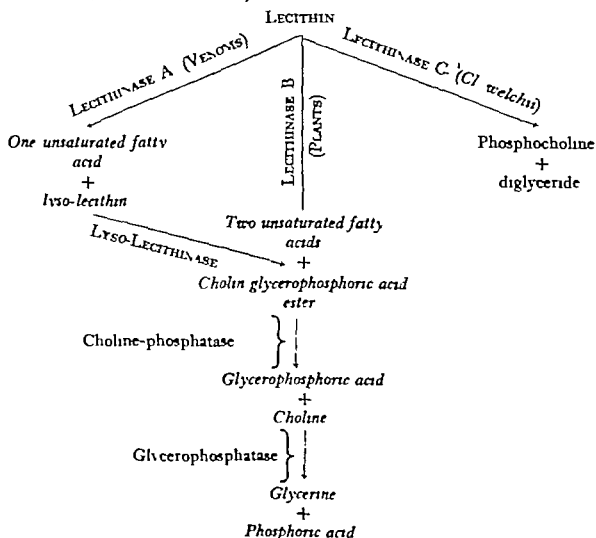 LECITHIN
LECITHINASE A (VENOMS)
LECITHINASE B
(PLANTS)
LECITHINASE C (Cl welchii)
One unsaturated fatty
acid
+
lyso-lecithin
Phosphocholine
+
diglyceride
LYSO-LECITHINASE
Two unsaturated fatty
acids
+
Cholin glycerophosphoric acid
ester
Choline-phosphatase
Glycerophosphoric acid
+
Choline
Glycerophosphatase
Glycerine
+
Phosphoric acid